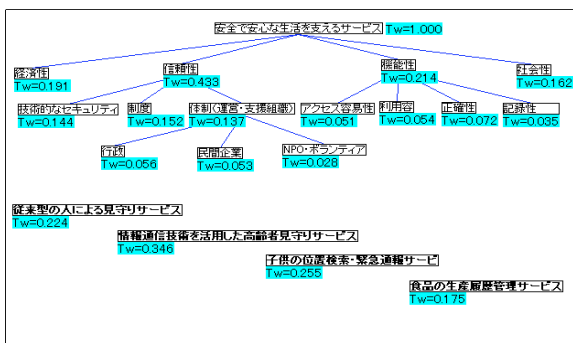 安全で安心な生活を支えるサービス Tw=1.000
経済性
Tw=0.191
信頼性
Tw=0.433
機能性
Tw=0.214
社会性
Tw=0.162
技術的なセキュリティ
Tw=0.144
制度
Tw=0.152
体制(運営・支援組織)
Tw=0.137
アクセス容易性
Tw=0.051
利用容
Tw=0.054
正確性
Tw=0.072
記録性
Tw=0.035
行政
Tw=0.056
民間企業
Tw=0.053
NPO・ボランティア
Tw=0.028
従来型の人による見守りサービス
Tw=0.224
情報通信技術を活用した高齢者見守りサービス
Tw=0.346
子供の位置検索・緊急通報サービ
Tw=0.255
食品の生産履歴管理サービス
Tw=0.175